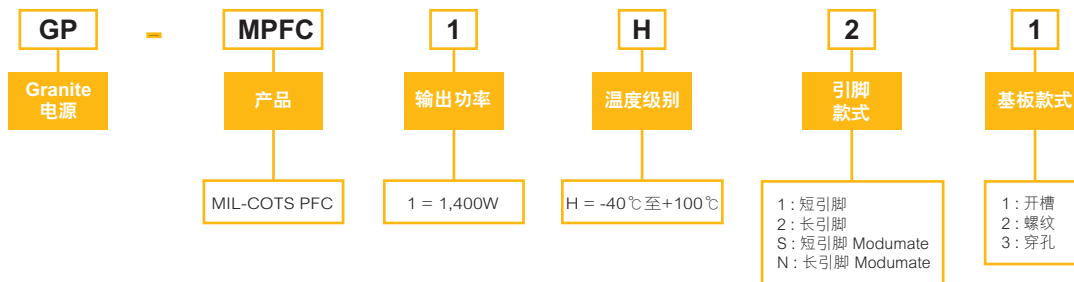 GP - MPFC 1 H 2 1
Granite
电源
产品
输出功率
温度级别
引脚
款式
基板款式
MIL-COTS PFC
1 = 1,400W
H = -40℃至+100℃
1 : 短引脚
2 : 长引脚
S : 短引脚 Modumate
N : 长引脚 Modumate
1 : 开槽
2 : 螺纹
3 : 穿孔